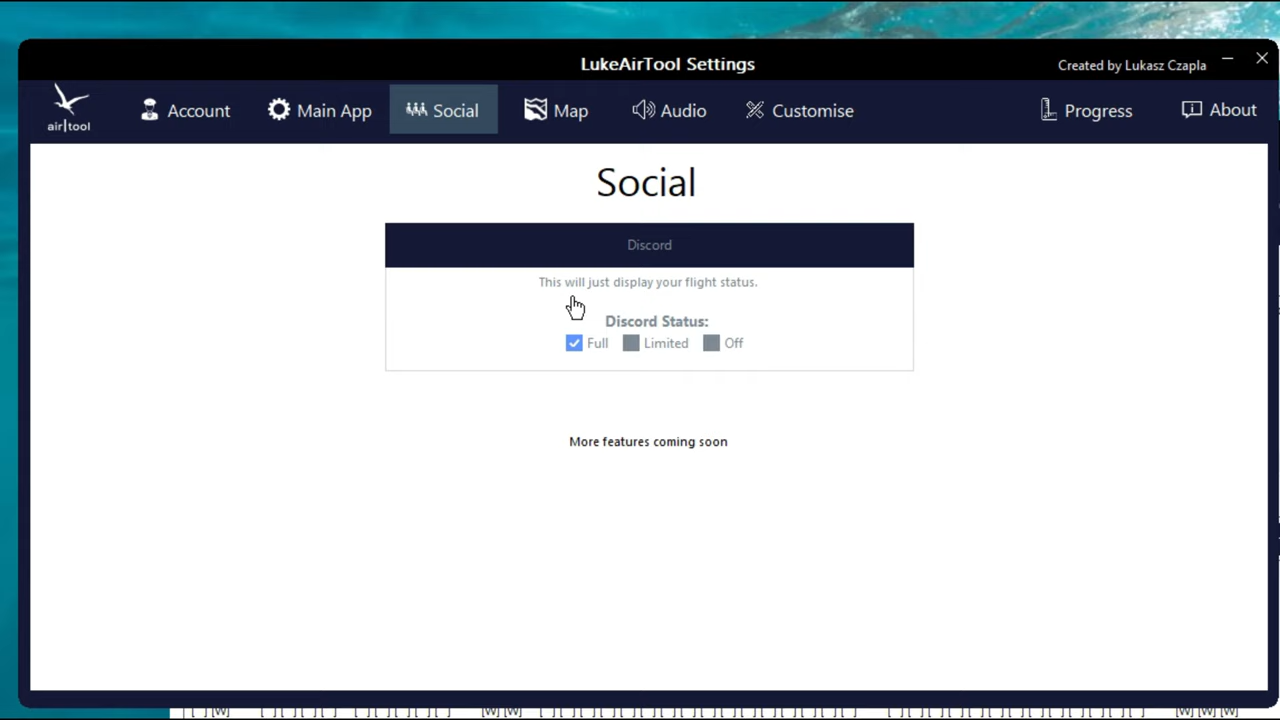 LukeAirTool Settings
Created by Lukasz Czapla
air|tool
Account
Main App
Social
Map
Audio
Customise
Progress
About
Social
Discord
This will just display your flight status.
Discord Status:
Full Limited Off
More features coming soon